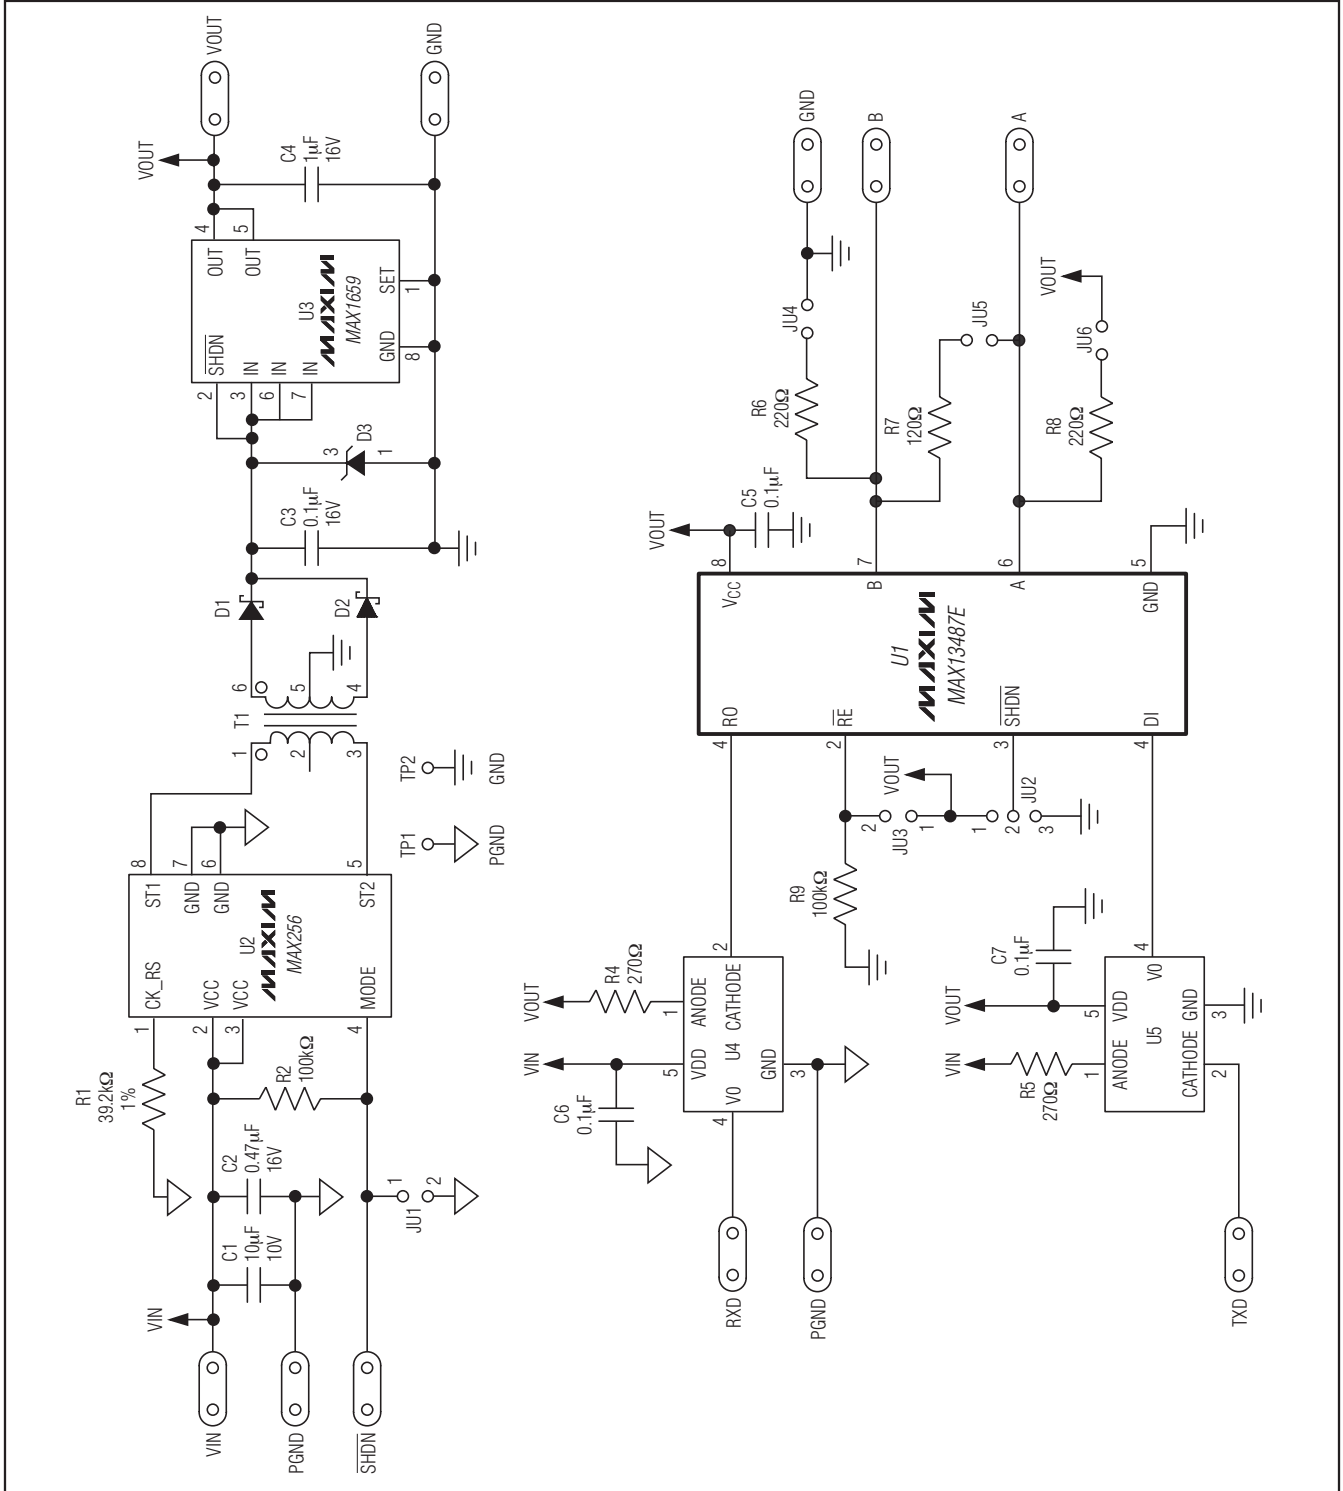 VIN
PGND
SHDN
VIN
C1
10µF
10V
C2
0.47µF
16V
R1
39.2kΩ
1%
R2
100kΩ
JU1
1
2
1
2
3
4
CK_RS
VCC
VCC
MODE
U2
MAXIM
MAX256
ST1
GND
GND
ST2
8
7
6
5
TP1
PGND
TP2
GND
T1
1
2
3
6
5
4
D1
D2
C3
0.1µF
16V
D3
3
1
2
3
6
7
SHDN
IN
IN
IN
U3
MAXIM
MAX1659
GND
SET
8
1
OUT
OUT
4
5
VOUT
C4
1µF
16V
VOUT
GND
RXD
PGND
TXD
C6
0.1µF
VIN
VOUT
R4
270Ω
4
5
1
2
3
V0
VDD
U4
GND
ANODE
CATHODE
VIN
VOUT
R5
270Ω
C7
0.1µF
1
5
2
3
4
ANODE
VDD
U5
CATHODE
GND
V0
R9
100kΩ
JU3
2
1
VOUT
JU2
1
2
3
4
2
3
4
RO
RE
SHDN
DI
U1
MAXIM
MAX13487E
VCC
B
A
GND
8
7
6
5
VOUT
C5
0.1µF
R6
220Ω
JU4
R7
120Ω
JU5
R8
220Ω
JU6
VOUT
GND
B
A